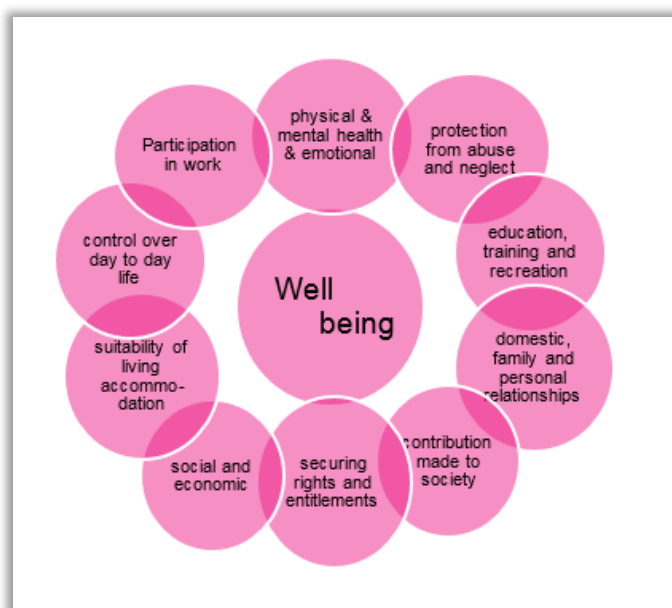 physical &
mental health
& emotional
protection
from abuse
and neglect
education,
training and
recreation
domestic,
family and
personal
relationships
contribution
made to
society
securing
rights and
entitlements
social and
economic
suitability of
living
accommo-
dation
control over
day to day
life
Participation
in work
Well
being